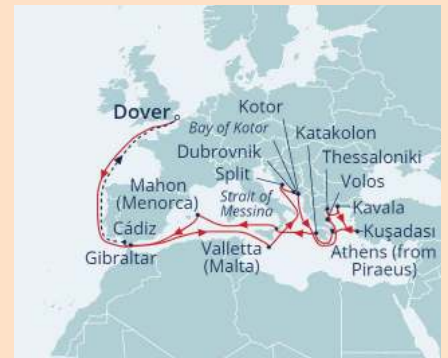 Dover
Kotor
Bay of Kotor
Katakolon
Dubrovnik
Thessaloniki
Split
Volos
Mahon
(Menorca)
Strait of
Messina
Kavala
Cádiz
Kuşadası
Gibraltar
Valletta
(Malta)
Athens (from
Piraeus)